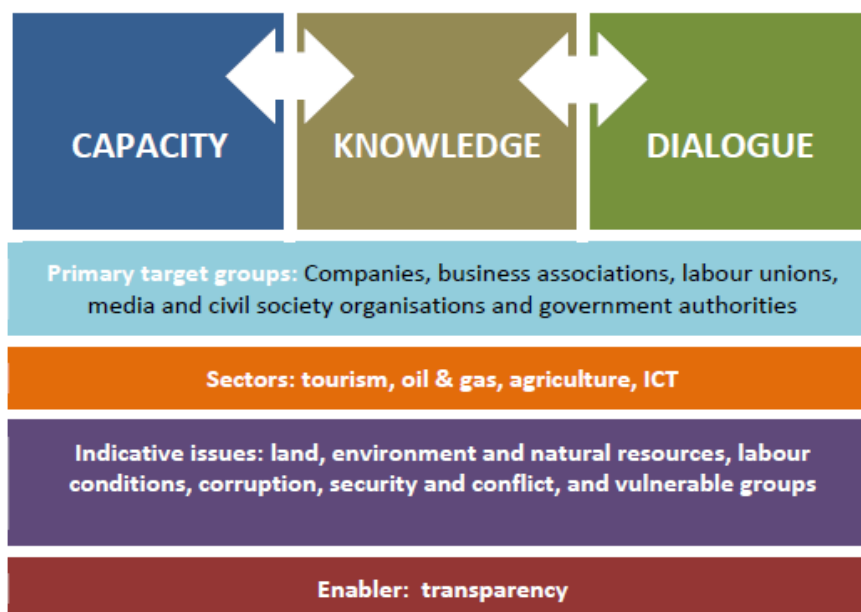 CAPACITY
KNOWLEDGE
DIALOGUE
Primary target groups: Companies, business associations, labour unions,
media and civil society organisations and government authorities
Sectors: tourism, oil & gas, agriculture, ICT
Indicative issues: land, environment and natural resources, labour
conditions, corruption, security and conflict, and vulnerable groups
Enabler: transparency